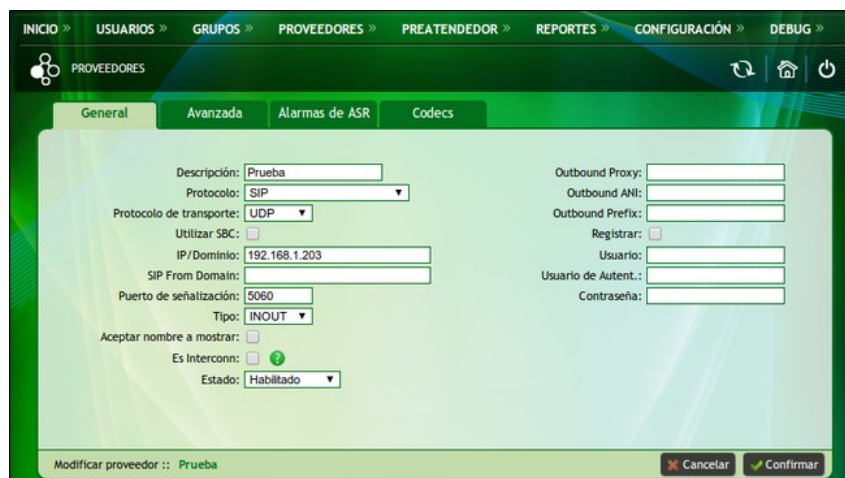 INICIO » USUARIOS » GRUPOS » PROVEEDORES » PREATENDEDOR » REPORTES » CONFIGURACIÓN » DEBUG »
PROVEEDORES
General Avanzada Alarmas de ASR Codecs
Descripción: Prueba
Protocolo: SIP
Protocolo de transporte: UDP
Utilizar SBC:
IP/Dominio: 192.168.1.203
SIP From Domain:
Puerto de señalización: 5060
Tipo: INOUT
Aceptar nombre a mostrar:
Es Interconn: ?
Estado: Habilitado
Outbound Proxy:
Outbound ANI:
Outbound Prefix:
Registrar:
Usuario:
Usuario de Autent.:
Contraseña:
Modificar proveedor :: Prueba
Cancelar Confirmar